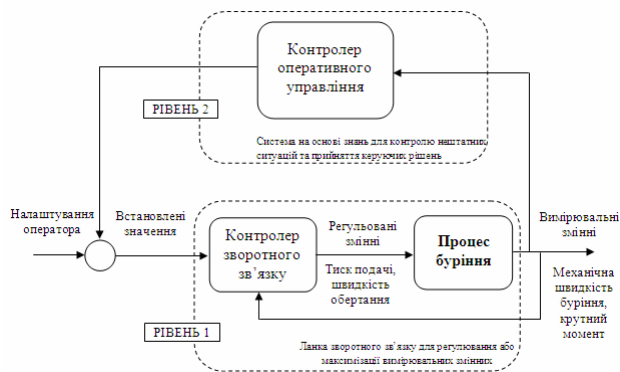 Контролер
оперативного
управління
РІВЕНЬ 2
Система на основі знань для контролю нештатних
ситуацій та прийняття керуючих рішень
Налаштування
оператора
Встановлені
значення
Контролер
зворотного
зв’язку
Регульовані
змінні
Тиск подачі,
швидкість
обертання
Процес
буріння
Вимірювальні
змінні
Механічна
швидкість
буріння,
крутний
момент
РІВЕНЬ 1
Ланка зворотного зв’язку для регулювання або
максимізації вимірювальних змінних